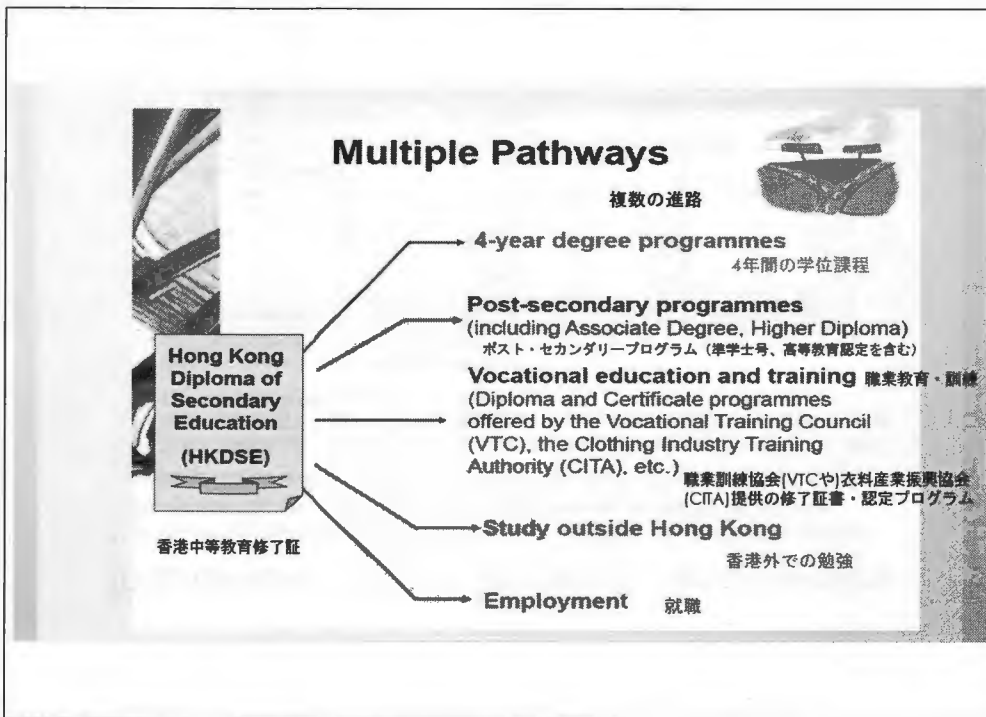 Multiple Pathways
複数の進路
4-year degree programmes
4年間の学位課程
Post-secondary programmes
(including Associate Degree, Higher Diploma)
ポスト・セカンダリープログラム（準学士号、高等教育認定を含む）
Vocational education and training 職業教育・訓練
(Diploma and Certificate programmes
offered by the Vocational Training Council
(VTC), the Clothing Industry Training
Authority (CITA), etc.)
職業訓練協会(VTCや)衣料産業振興協会
(CITA)提供の修了証書・認定プログラム
Study outside Hong Kong
香港外での勉強
Employment 就職
Hong Kong
Diploma of
Secondary
Education
(HKDSE)
香港中等教育修了証